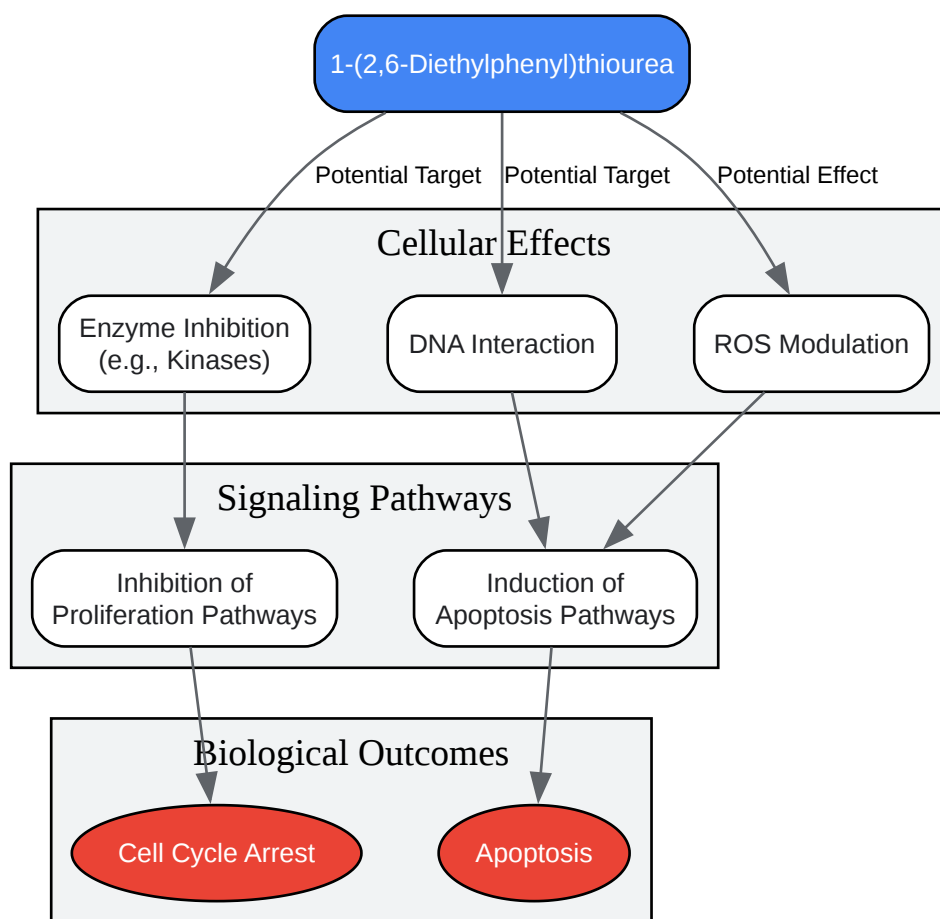 1-(2,6-Diethylphenyl)thiourea
Potential Target
Potential Target
Potential Effect
Cellular Effects
Enzyme Inhibition
(e.g., Kinases)
DNA Interaction
ROS Modulation
Signaling Pathways
Inhibition of
Proliferation Pathways
Induction of
Apoptosis Pathways
Biological Outcomes
Cell Cycle Arrest
Apoptosis